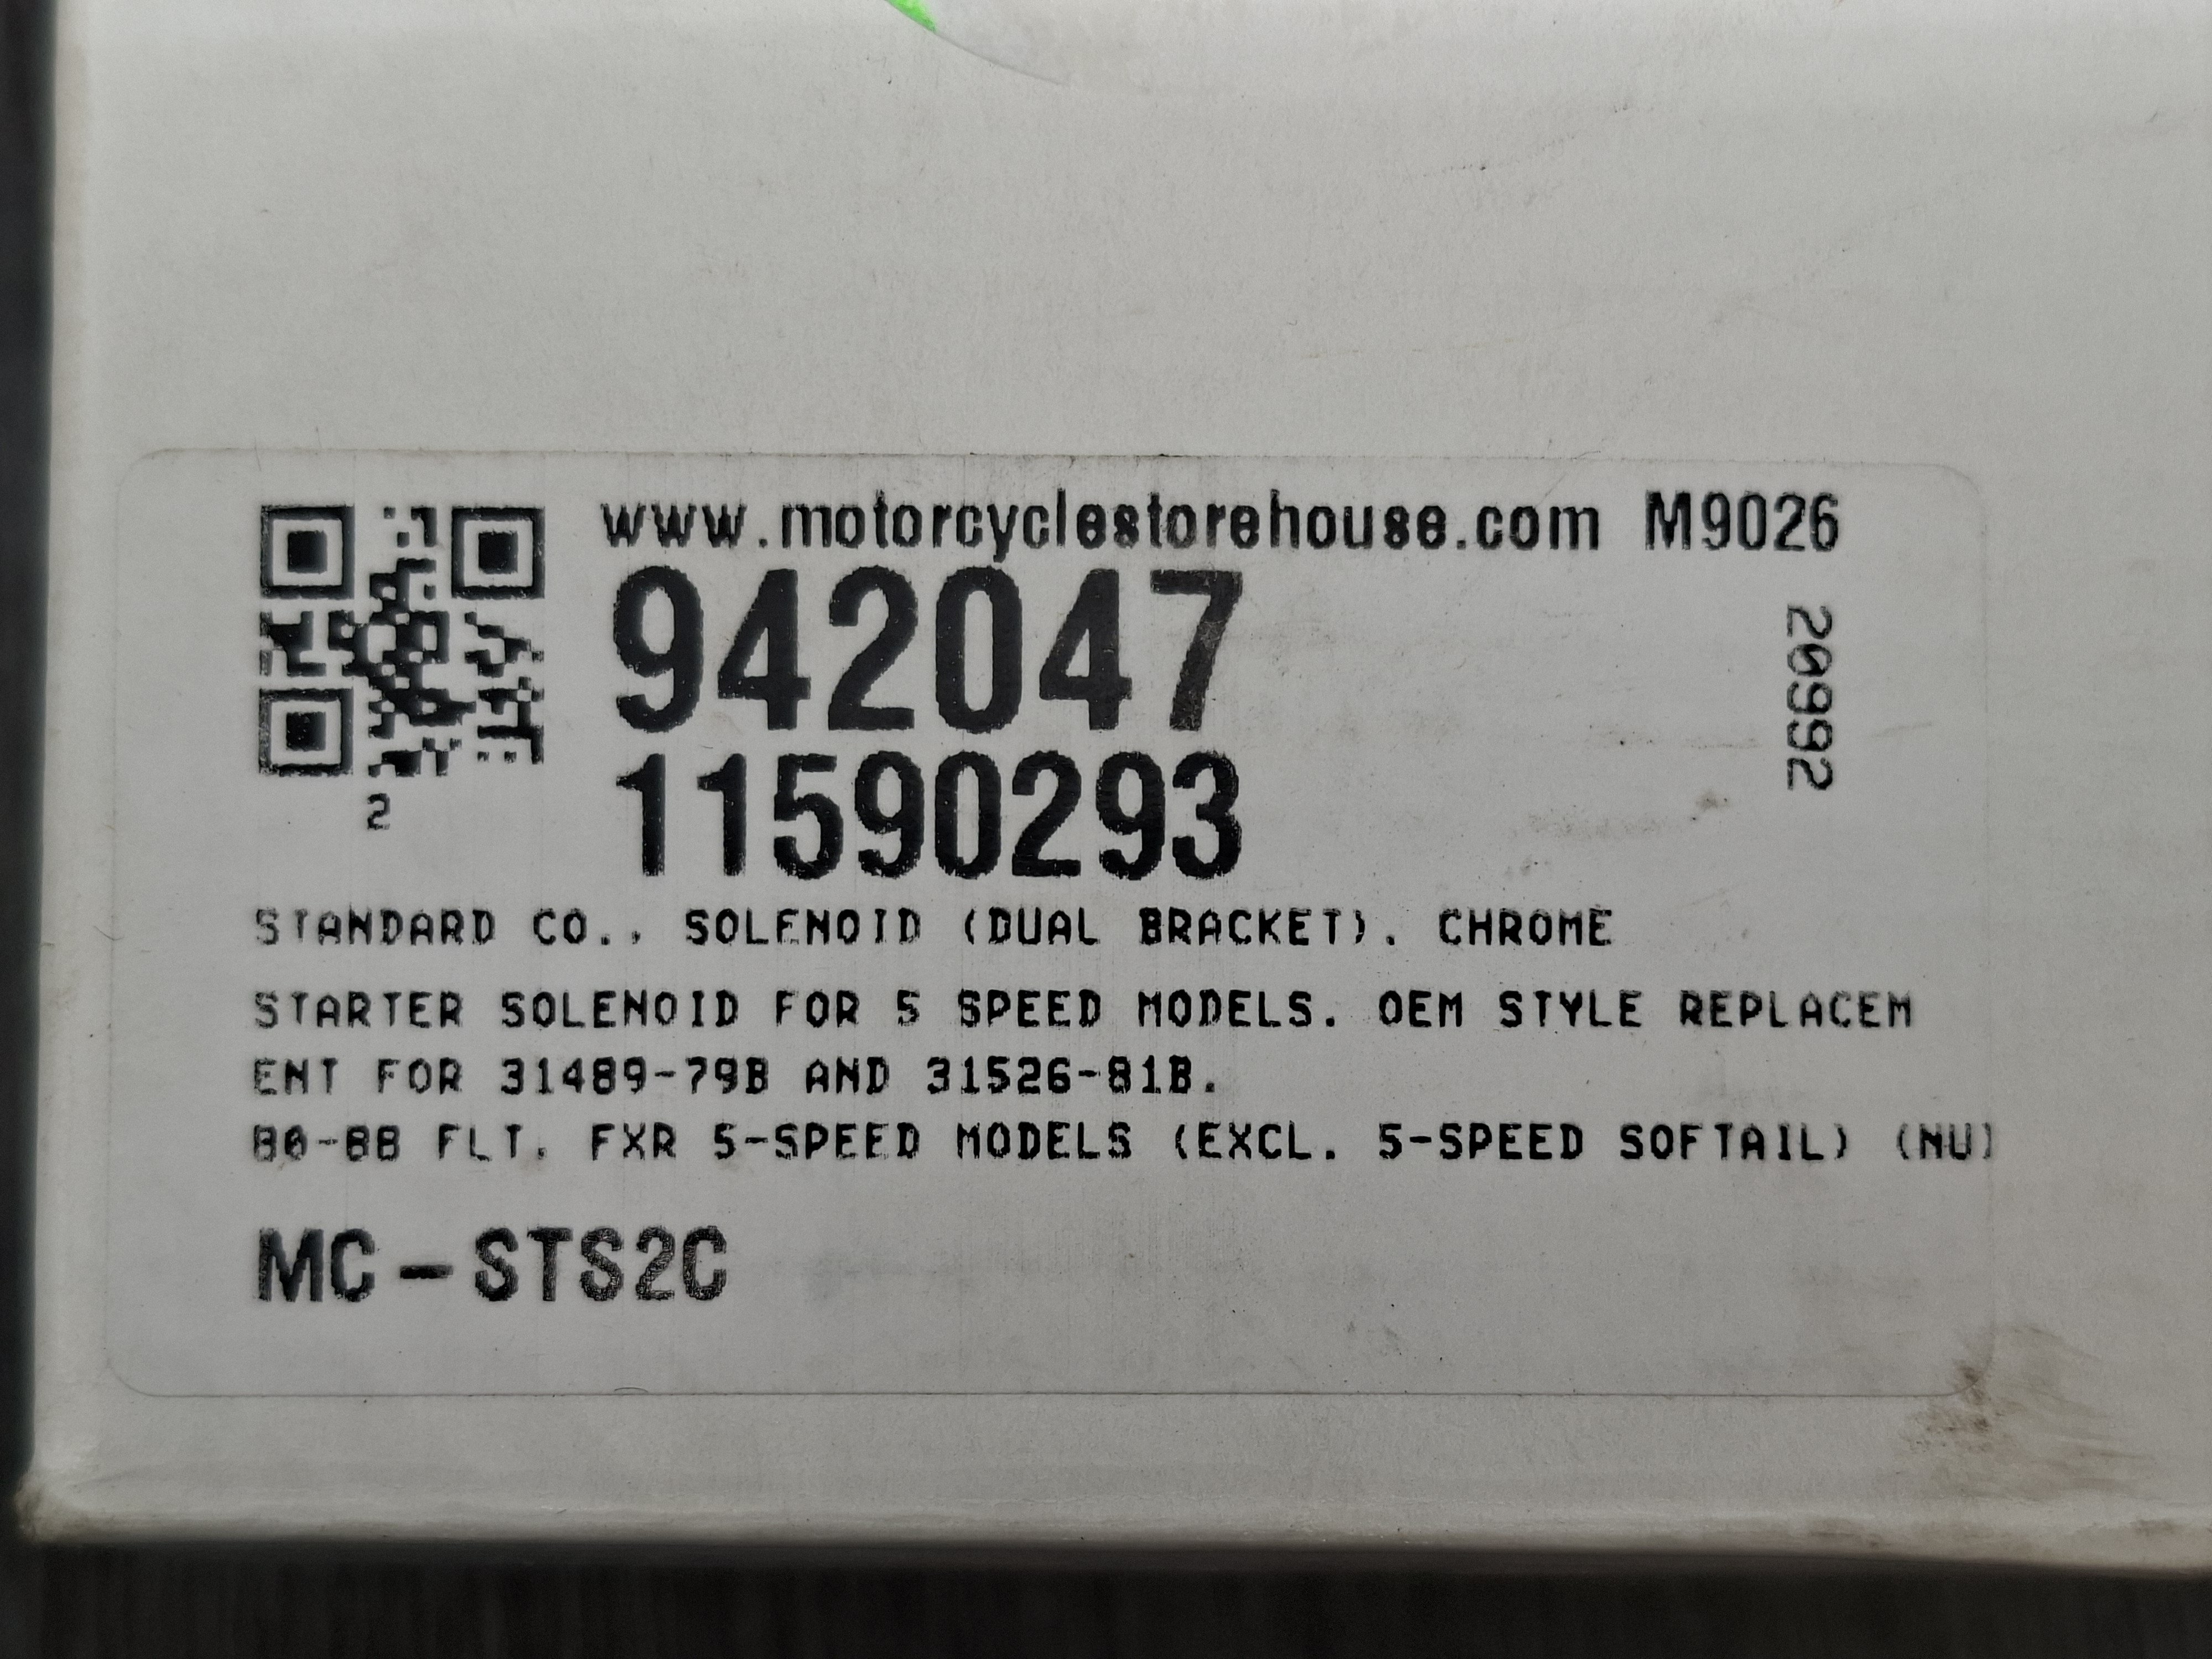 www.motorcyclestorehouse.com M9026
942047
20992
11590293
2
STANDARD CO., SOLENOID (DUAL BRACKET). CHROME
STARTER SOLENOID FOR 5 SPEED MODELS. OEM STYLE REPLACEM
ENT FOR 31489-79B AND 31526-81B.
80-88 FLT, FXR 5-SPEED MODELS (EXCL. 5-SPEED SOFTAIL) (NU)
MC-STS2C